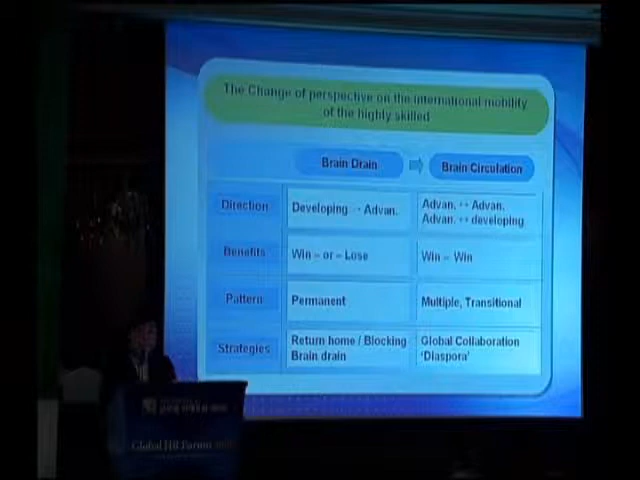 The Change of perspective on the international mobility
of the highly skilled
Brain Drain
Brain Circulation
Direction
Developing → Advan.
Advan. ↔ Advan.
Advan. ↔ developing
Benefits
Win – or – Lose
Win – Win
Pattern
Permanent
Multiple, Transitional
Strategies
Return home / Blocking
Brain drain
Global Collaboration
'Diaspora'
Global HR Forum